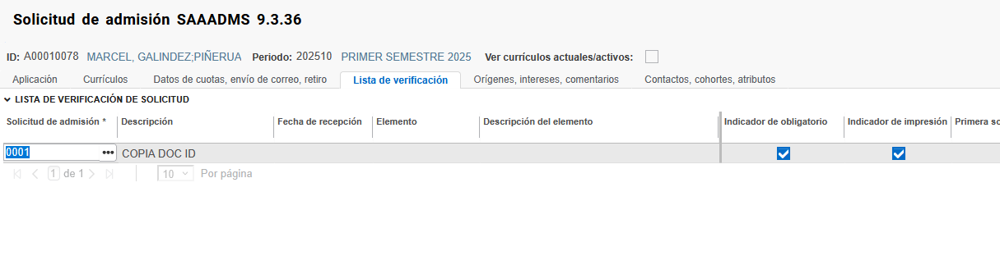 Solicitud de admisión SAAADMS 9.3.36
ID: A00010078 MARCEL, GALINDEZ;PIÑERUA Periodo: 202510 PRIMER SEMESTRE 2025 Ver currículos actuales/activos:
Aplicación Currículos Datos de cuotas, envío de correo, retiro Lista de verificación Orígenes, intereses, comentarios Contactos, cohortes, atributos
LISTA DE VERIFICACIÓN DE SOLICITUD
Solicitud de admisión * Descripción Fecha de recepción Elemento Descripción del elemento Indicador de obligatorio Indicador de impresión Primera so
0001 ••• COPIA DOC ID
1 de 1 10 Por página